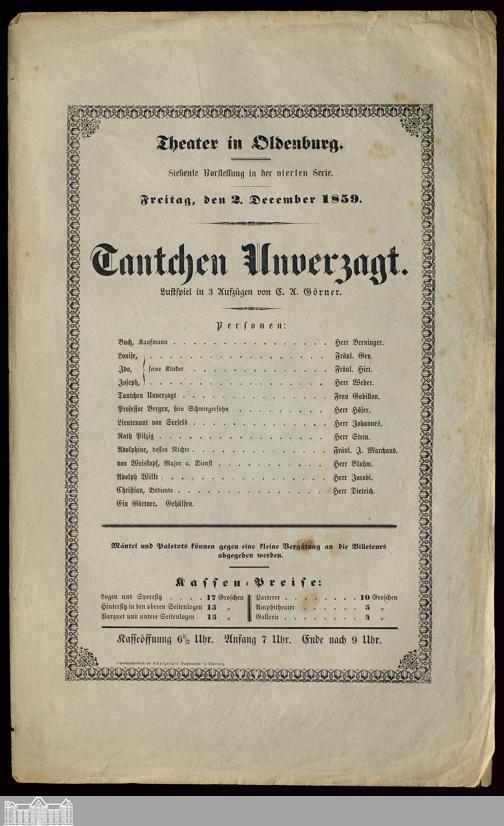 Theater in Oldenburg.
Siebente Vorstellung in der vierten Serie.
Freitag, den 2. December 1859.
Tantchen Unverzagt.
Lustspiel in 3 Aufzügen von C. A. Görner.
Personen:
Buch, Kaufmann . . . . . . . . . . . . . . . Herr Berninger.
Louise, . . . . . . . . . . . . . . . Fräul. Gey.
Ida, seine Kinder . . . . . . . . . . . . . Fräul. Hirt.
Joseph, . . . . . . . . . . . . . . . Herr Weber.
Tantchen Unverzagt . . . . . . . . . . . . . . Frau Gabillon.
Professor Bergen, sein Schwiegersohn . . . . . . . . . Herr Häser.
Lieutenant von Seefeld . . . . . . . . . . . . . Herr Johannes.
Rath Pilzig . . . . . . . . . . . . . . . . Herr Stein.
Adolphine, dessen Nichte . . . . . . . . . . . . . Fräul. J. Marchand.
von Weiskopf, Major a. Dienst . . . . . . . . . . Herr Bluhm.
Adolph Wilke . . . . . . . . . . . . . . . Herr Jacobi.
Christian, Bediente . . . . . . . . . . . . . . Herr Dietrich.
Ein Gärtner. Gehülfen.
Mäntel und Paletots können gegen eine kleine Vergütung an die Billeteurs
abgegeben werden.
Kassen-Preise:
Logen und Sperrsitz . . . . 17 Groschen
Hintersitz in den oberen Seitenlogen 15 "
Parquet und untere Seitenlogen 15 "
Parterre . . . . . . . . 10 Groschen
Amphitheater . . . . . . 5 "
Gallerie . . . . . . . . 4 "
Kasseöffnung 6½ Uhr. Anfang 7 Uhr. Ende nach 9 Uhr.